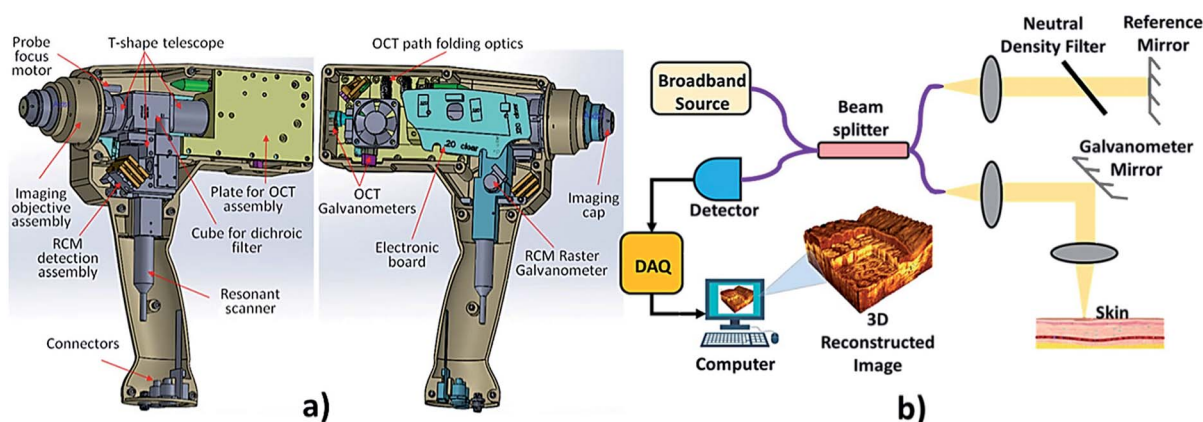 Probe
focus
motor
T-shape telescope
Imaging
objective
assembly
RCM
detection
assembly
Plate for OCT
assembly
Cube for dichroic
filter
Resonant
scanner
Connectors
OCT path folding optics
OCT
Galvanometers
Electronic
board
RCM Raster
Galvanometer
Imaging
cap
a)
Broadband
Source
Beam
splitter
Neutral
Density Filter
Reference
Mirror
Galvanometer
Mirror
Detector
DAQ
Computer
3D
Reconstructed
Image
Skin
b)